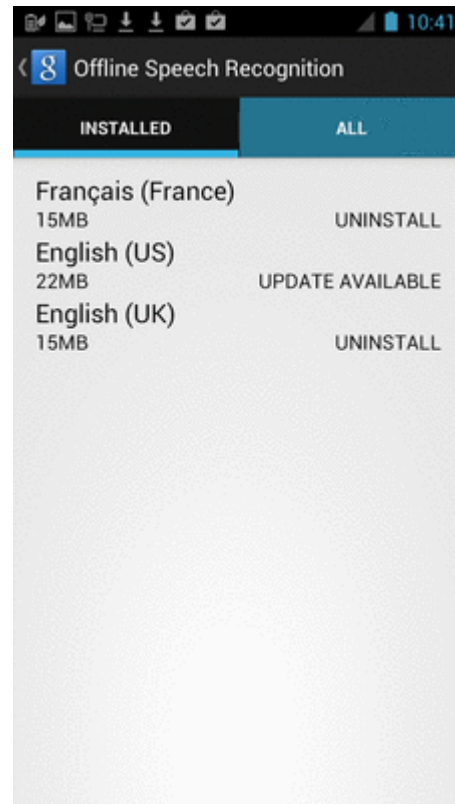 10:41
8 Offline Speech Recognition
INSTALLED ALL
Français (France)
15MB UNINSTALL
English (US)
22MB UPDATE AVAILABLE
English (UK)
15MB UNINSTALL